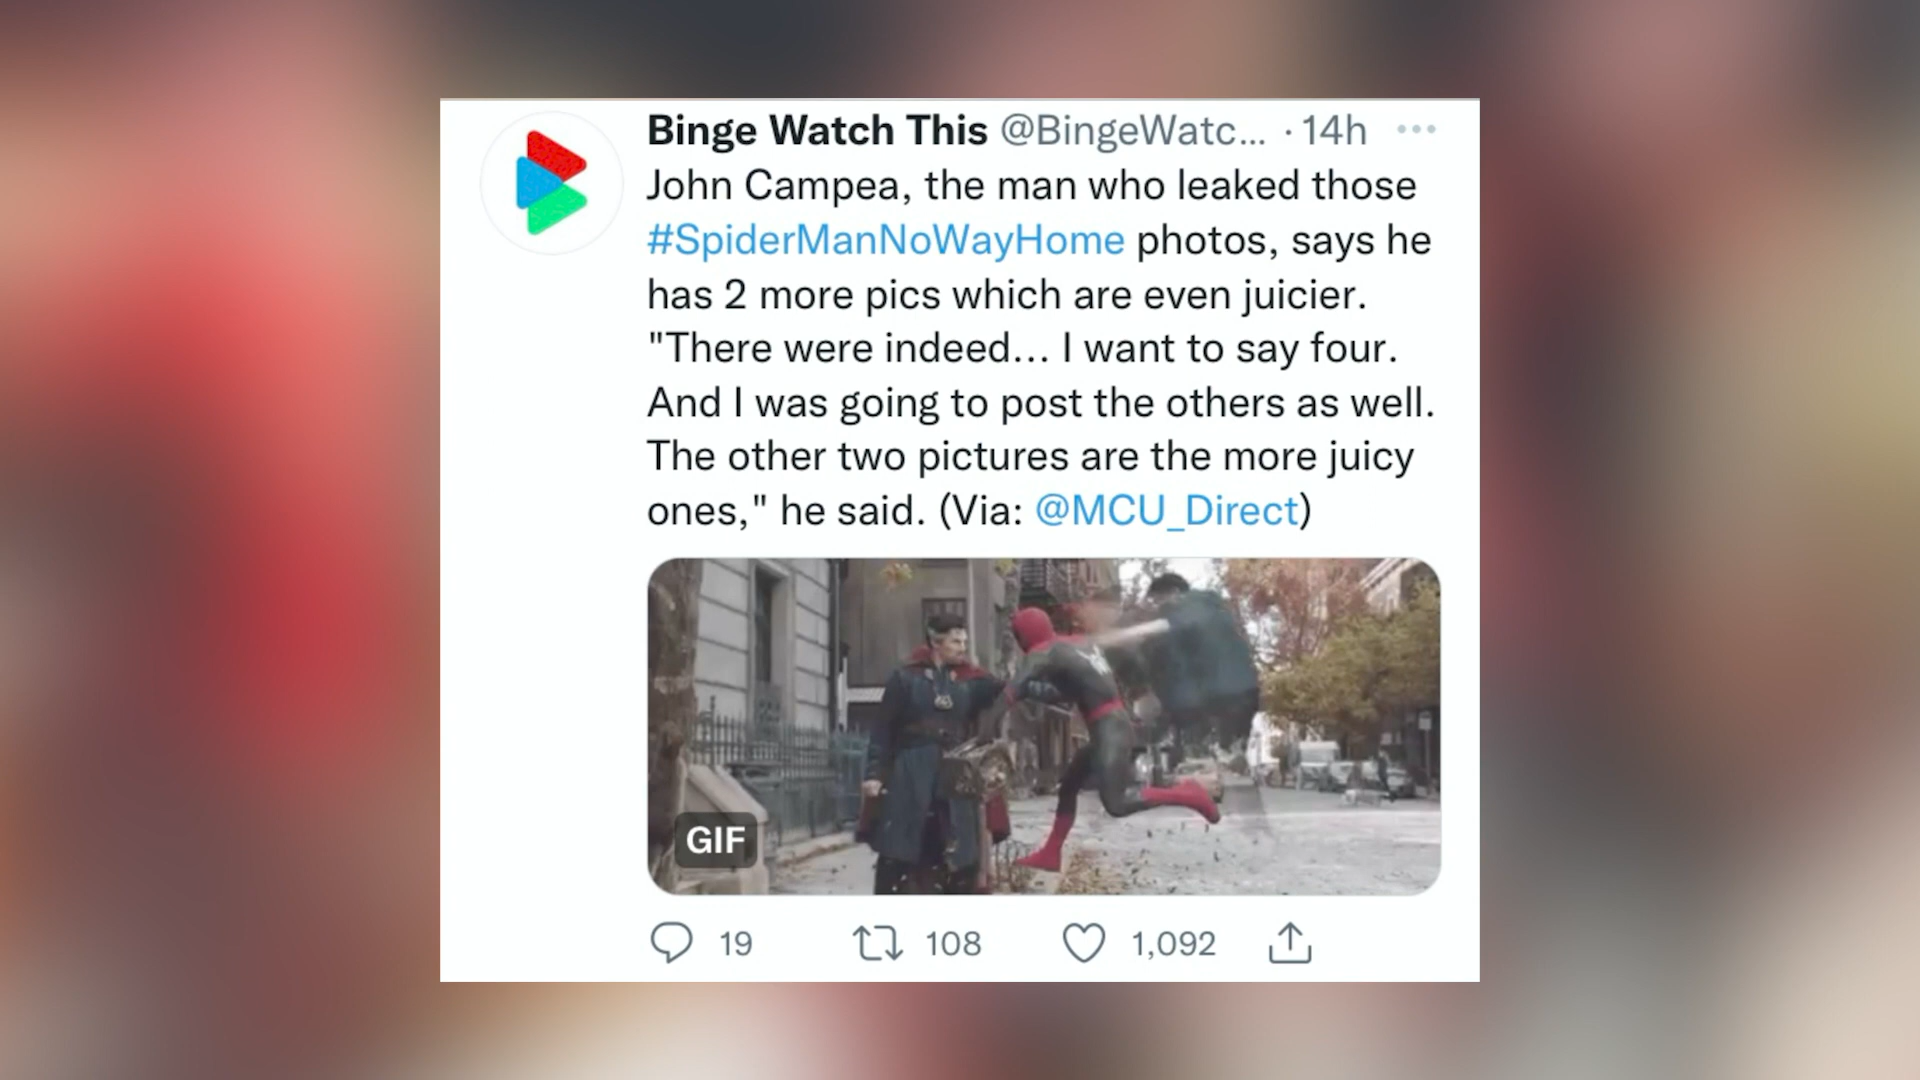 Binge Watch This @BingeWatc... · 14h
John Campea, the man who leaked those
#SpiderManNoWayHome photos, says he
has 2 more pics which are even juicier.
"There were indeed... I want to say four.
And I was going to post the others as well.
The other two pictures are the more juicy
ones," he said. (Via: @MCU_Direct)
GIF
19 108 1,092